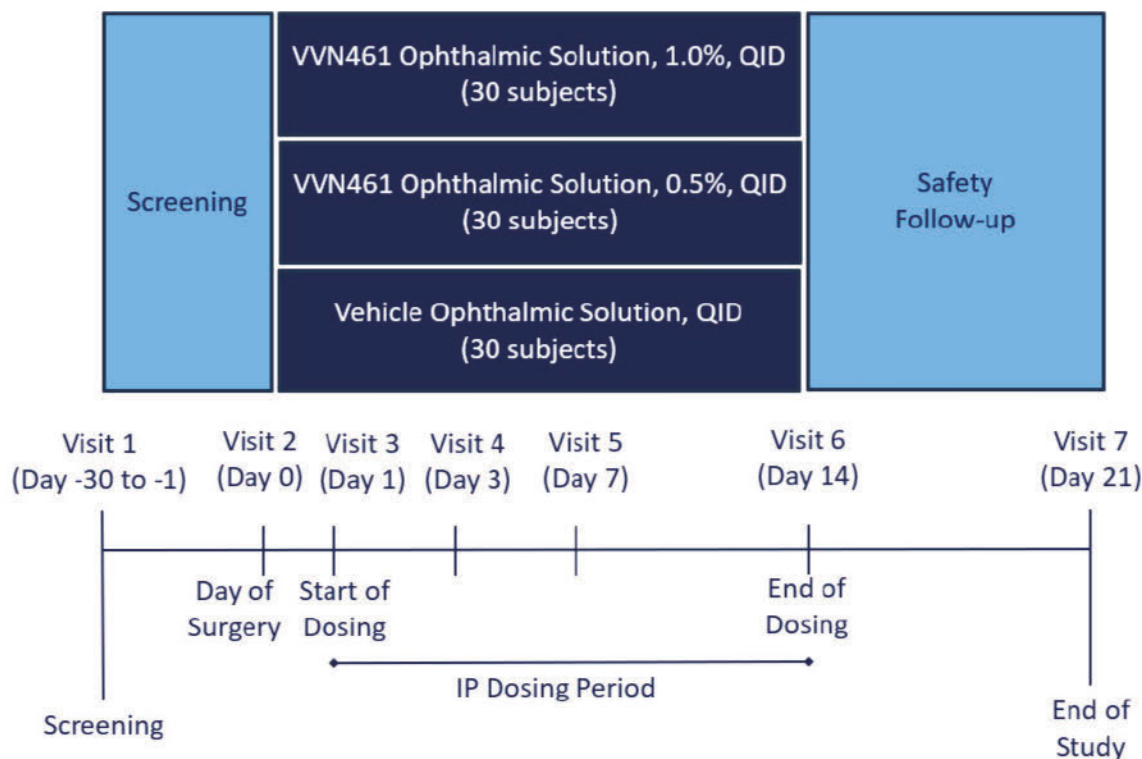 Screening
VVN461 Ophthalmic Solution, 1.0%, QID
(30 subjects)
VVN461 Ophthalmic Solution, 0.5%, QID
(30 subjects)
Vehicle Ophthalmic Solution, QID
(30 subjects)
Safety
Follow-up
Visit 1
(Day -30 to -1)
Visit 2
(Day 0)
Visit 3
(Day 1)
Visit 4
(Day 3)
Visit 5
(Day 7)
Visit 6
(Day 14)
Visit 7
(Day 21)
Day of
Surgery
Start of
Dosing
End of
Dosing
IP Dosing Period
Screening
End of
Study